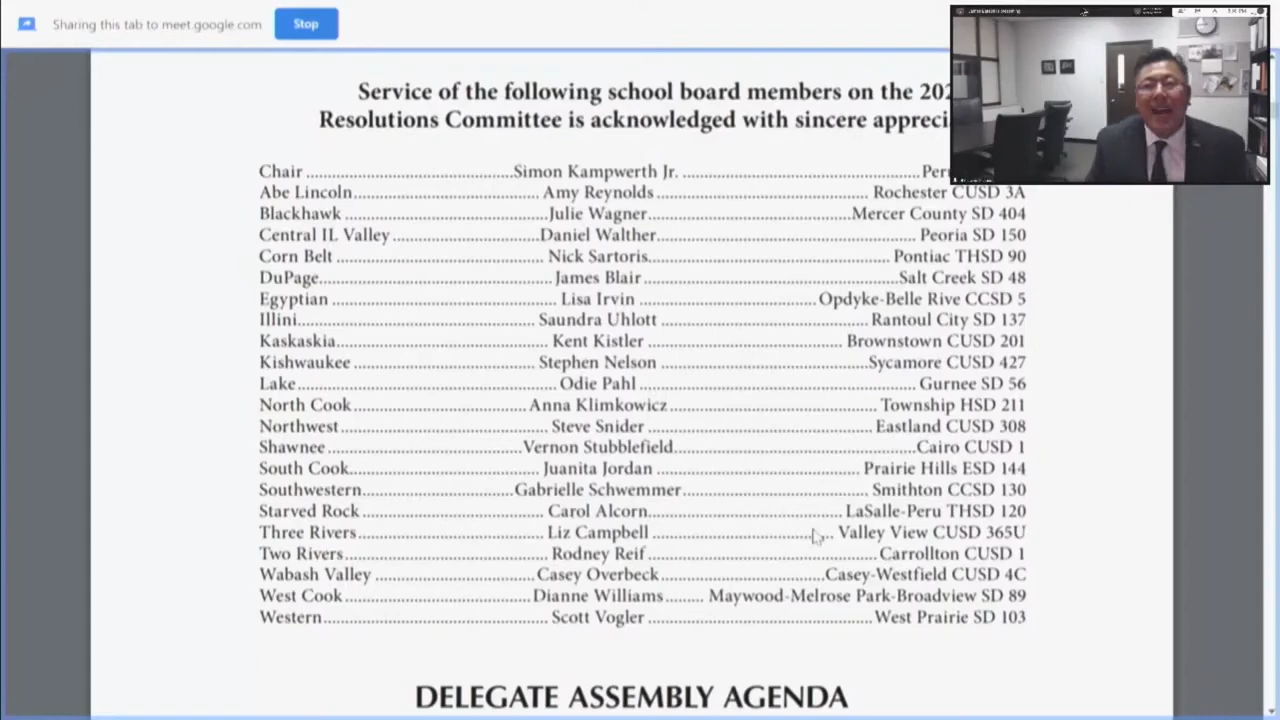 Sharing this tab to meet.google.com Stop
Service of the following school board members on the 202
Resolutions Committee is acknowledged with sincere appreci
Chair ........ Simon Kampwerth Jr. ........ Per
Abe Lincoln ........ Amy Reynolds ........ Rochester CUSD 3A
Blackhawk ........ Julie Wagner ........ Mercer County SD 404
Central IL Valley ........ Daniel Walther ........ Peoria SD 150
Corn Belt ........ Nick Sartoris ........ Pontiac THSD 90
DuPage ........ James Blair ........ Salt Creek SD 48
Egyptian ........ Lisa Irvin ........ Opdyke-Belle Rive CCSD 5
Illini ........ Saundra Uhlott ........ Rantoul City SD 137
Kaskaskia ........ Kent Kistler ........ Brownstown CUSD 201
Kishwaukee ........ Stephen Nelson ........ Sycamore CUSD 427
Lake ........ Odie Pahl ........ Gurnee SD 56
North Cook ........ Anna Klimkowicz ........ Township HSD 211
Northwest ........ Steve Snider ........ Eastland CUSD 308
Shawnee ........ Vernon Stubblefield ........ Cairo CUSD 1
South Cook ........ Juanita Jordan ........ Prairie Hills ESD 144
Southwestern ........ Gabrielle Schwemmer ........ Smithton CCSD 130
Starved Rock ........ Carol Alcorn ........ LaSalle-Peru THSD 120
Three Rivers ........ Liz Campbell ........ Valley View CUSD 365U
Two Rivers ........ Rodney Reif ........ Carrollton CUSD 1
Wabash Valley ........ Casey Overbeck ........ Casey-Westfield CUSD 4C
West Cook ........ Dianne Williams ........ Maywood-Melrose Park-Broadview SD 89
Western ........ Scott Vogler ........ West Prairie SD 103
DELEGATE ASSEMBLY AGENDA